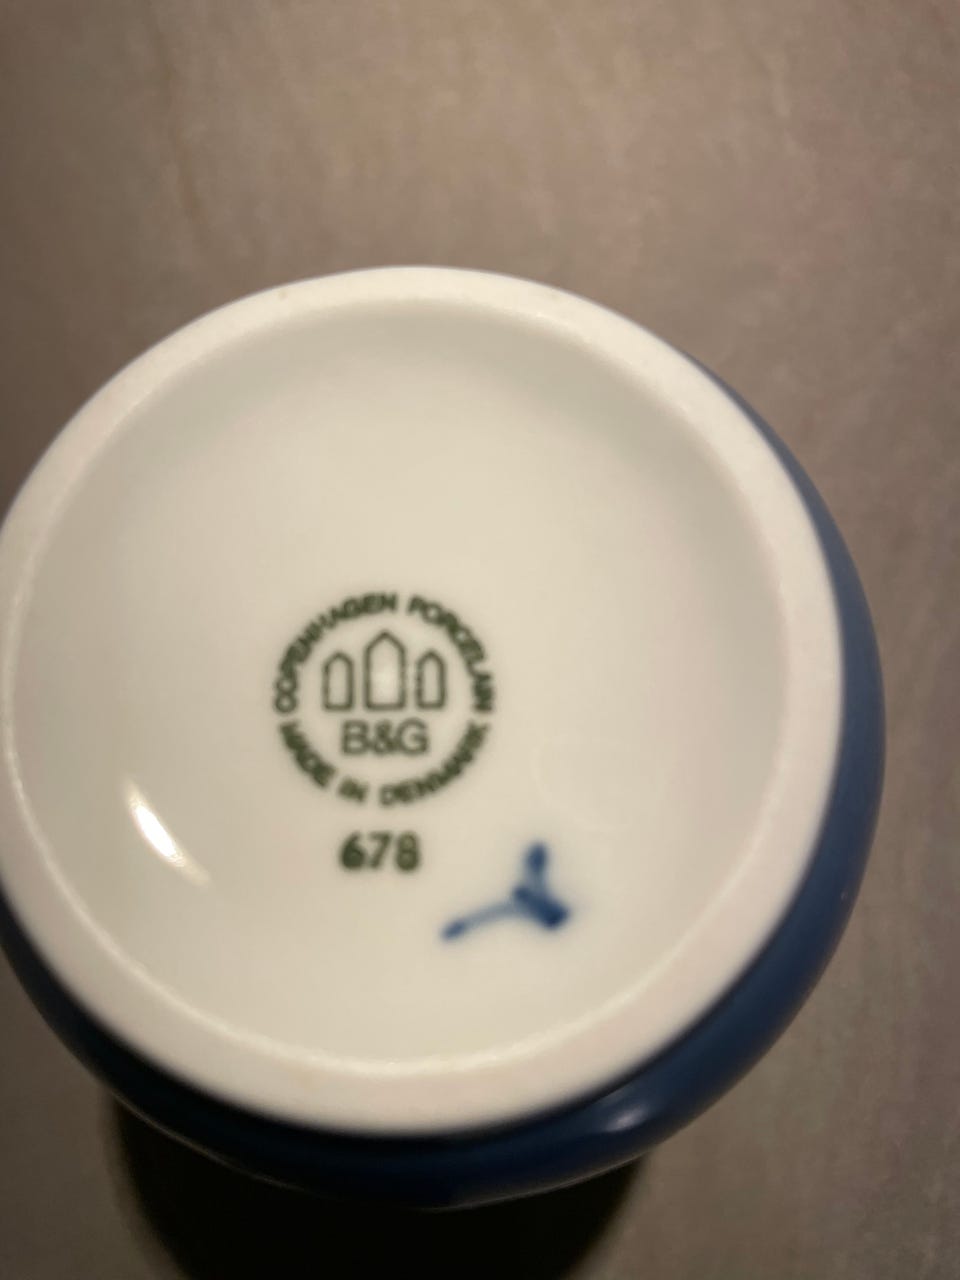 COPENHAGEN PORCELAIN
B&G
MADE IN DENMARK
678